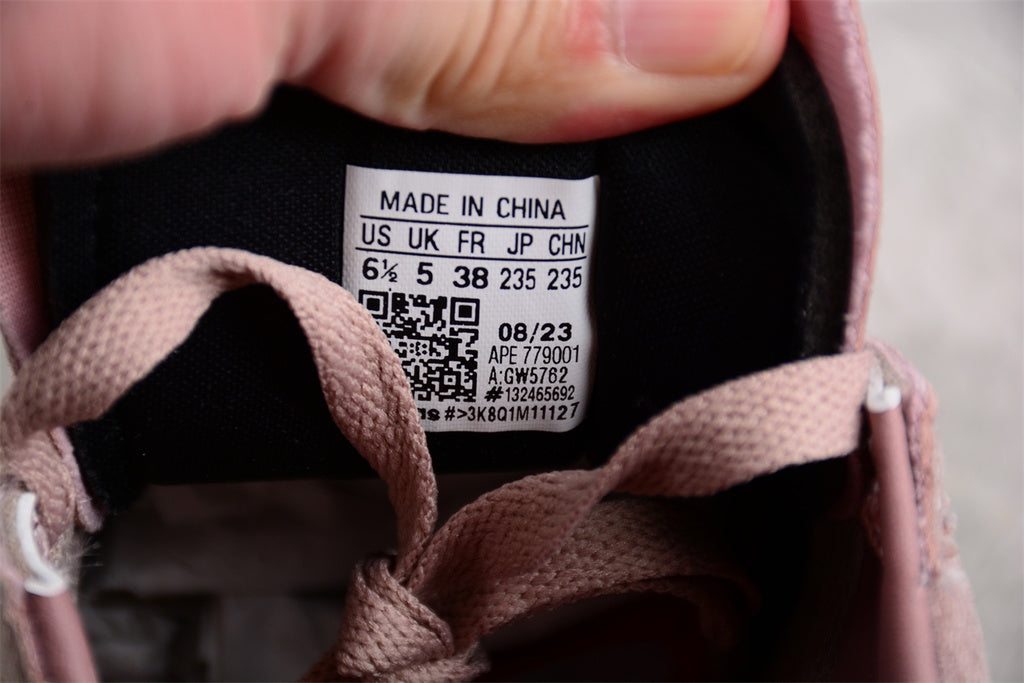 MADE IN CHINA
US UK FR JP CHN
6½ 5 38 235 235
08/23
APE 779001
A:GW5762
#132465692
#>3K8Q1M11127